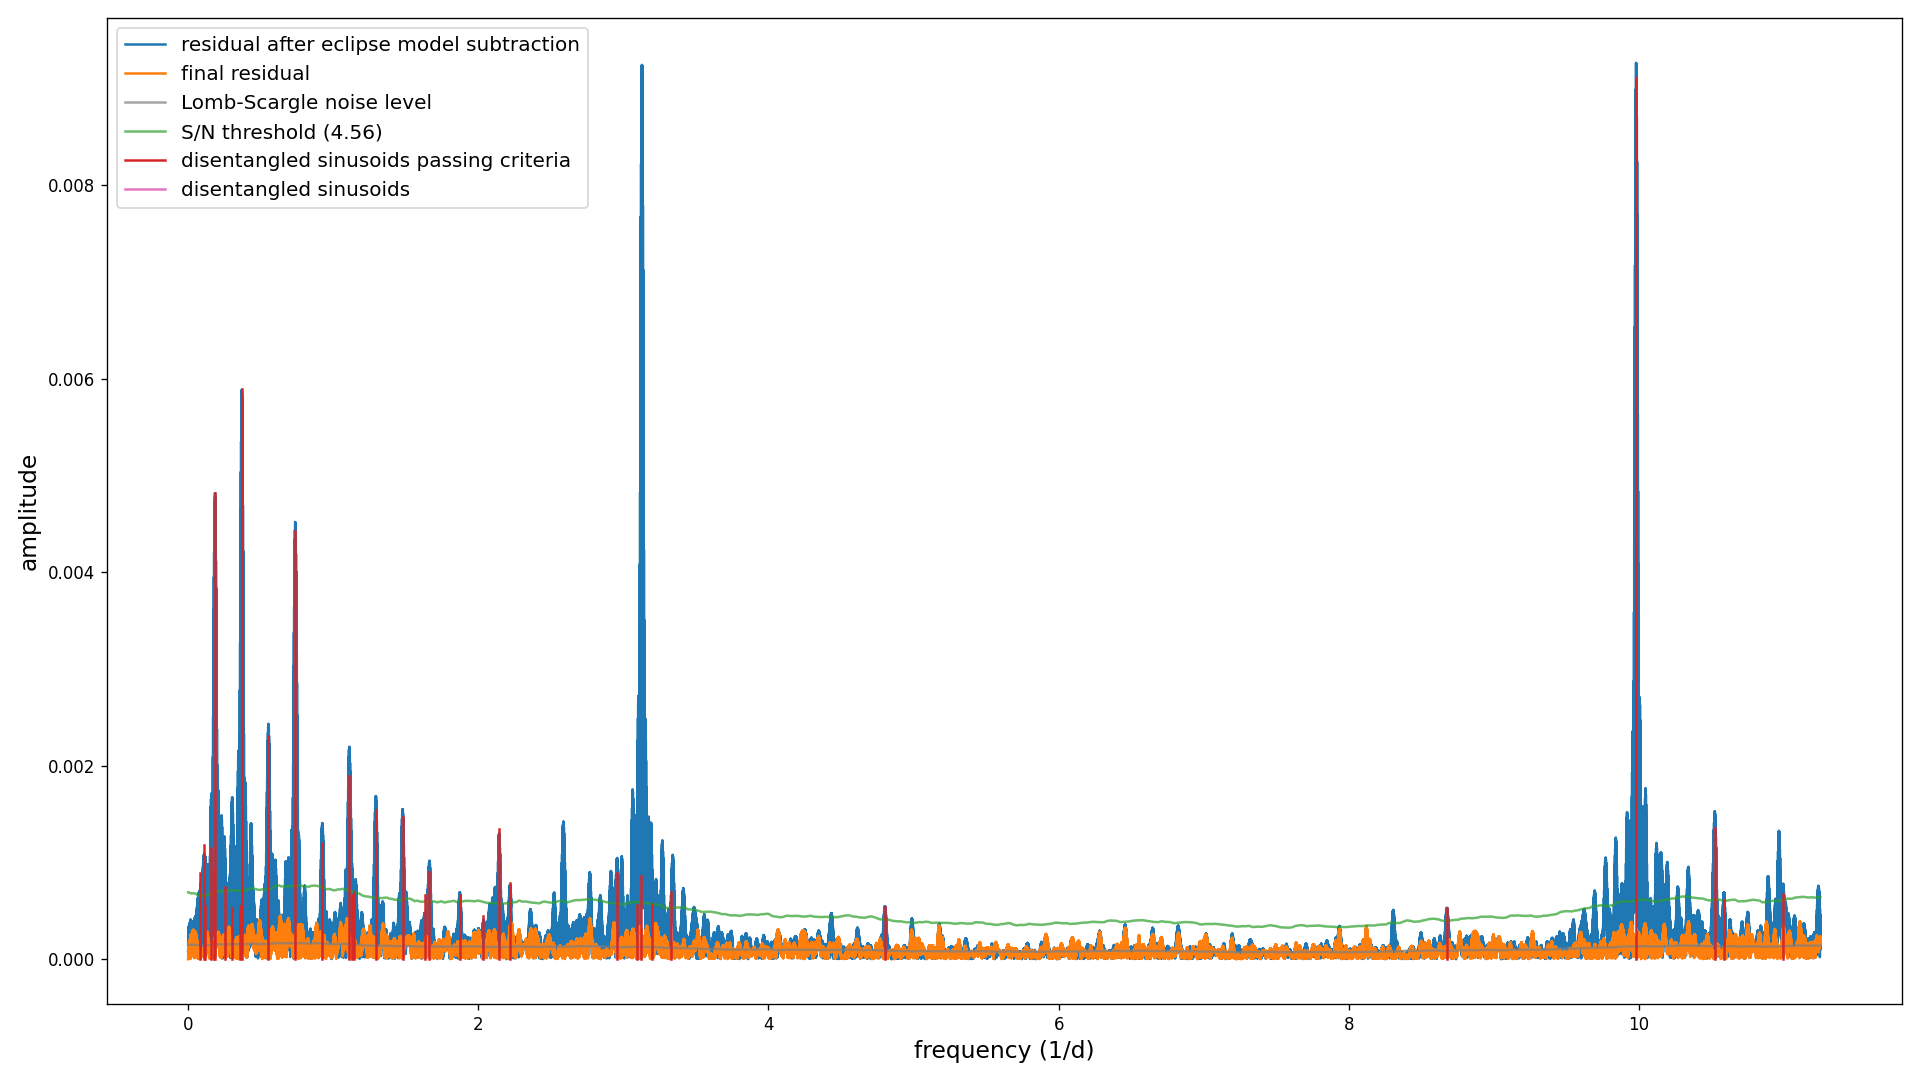 residual after eclipse model subtraction
final residual
Lomb-Scargle noise level
S/N threshold (4.56)
disentangled sinusoids passing criteria
disentangled sinusoids
0.008
0.006
0.004
0.002
0.000
amplitude
0 2 4 6 8 10
frequency (1/d)